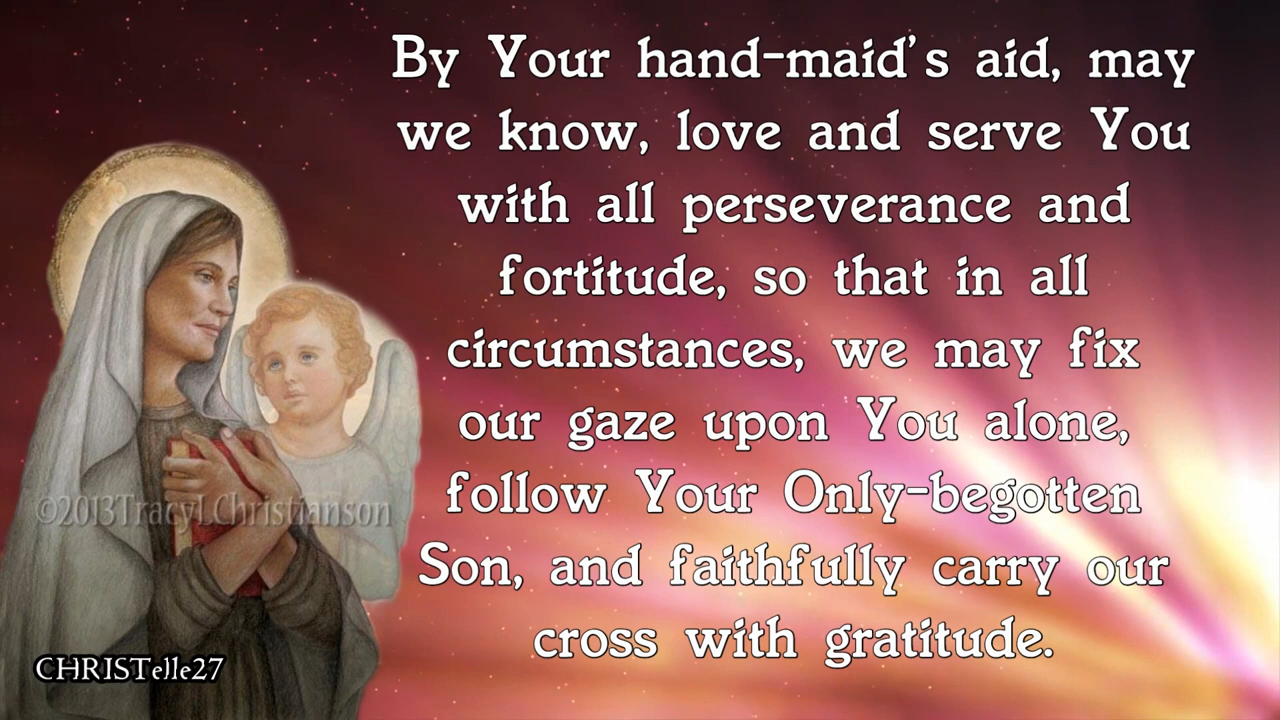 By Your hand-maid's aid, may
we know, love and serve You
with all perseverance and
fortitude, so that in all
circumstances, we may fix
our gaze upon You alone,
follow Your Only-begotten
Son, and faithfully carry our
cross with gratitude.
©2013TracyLChristianson
CHRISTelle27